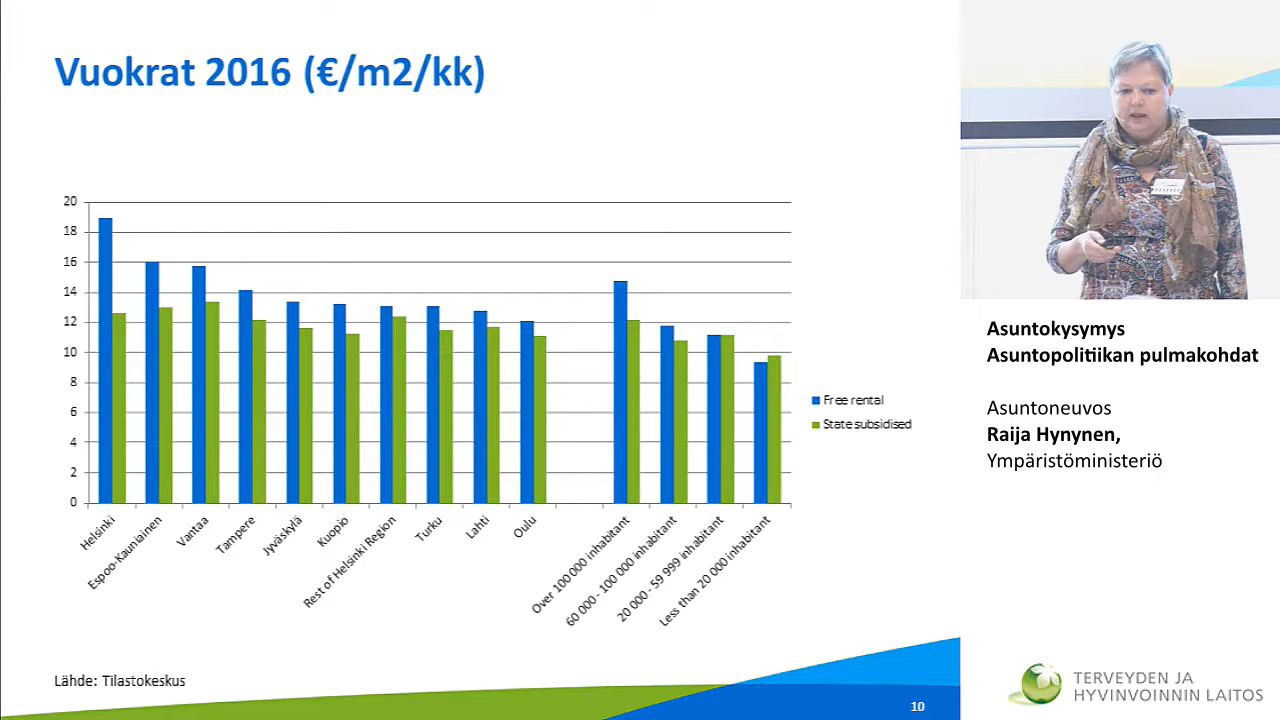 Vuokrat 2016 (€/m2/kk)
20
18
16
14
12
10
8
6
4
2
0
Helsinki
Espoo-Kauniainen
Vantaa
Tampere
Jyväskylä
Kuopio
Rest of Helsinki Region
Turku
Lahti
Oulu
Over 100 000 inhabitant
60 000 - 100 000 inhabitant
20 000 - 59 999 inhabitant
Less than 20 000 inhabitant
Free rental
State subsidised
Lähde: Tilastokeskus
10
Asuntokysymys
Asuntopolitiikan pulmakohdat
Asuntoneuvos
Raija Hynynen,
Ympäristöministeriö
TERVEYDEN JA
HYVINVOINNIN LAITOS